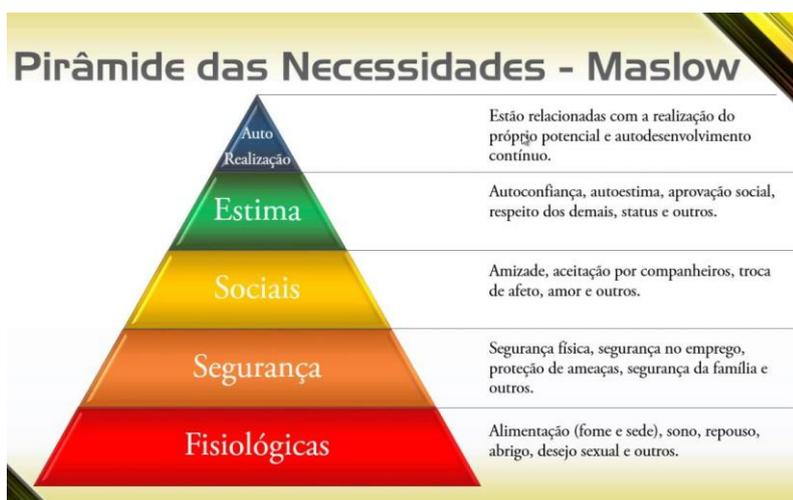 Pirâmide das Necessidades - Maslow
Auto
Realização
Estão relacionadas com a realização do
próprio potencial e autodesenvolvimento
contínuo.
Estima
Autoconfiança, autoestima, aprovação social,
respeito dos demais, status e outros.
Sociais
Amizade, aceitação por companheiros, troca
de afeto, amor e outros.
Segurança
Segurança física, segurança no emprego,
proteção de ameaças, segurança da família e
outros.
Fisiológicas
Alimentação (fome e sede), sono, repouso,
abrigo, desejo sexual e outros.